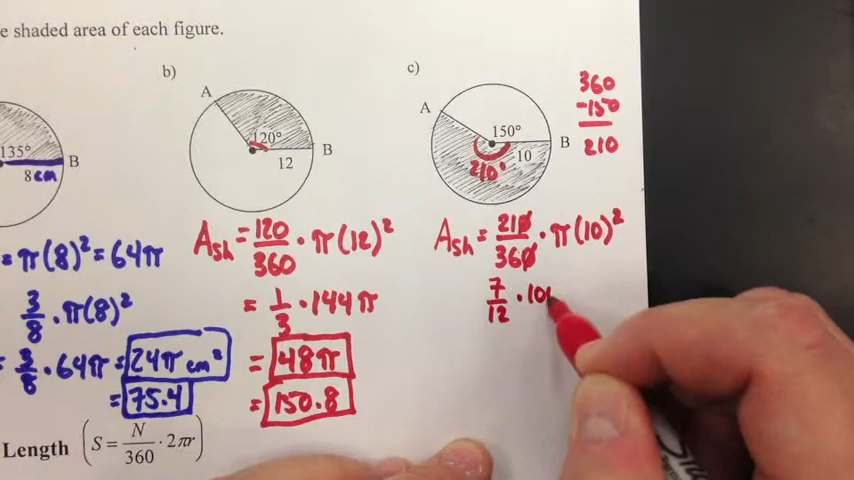 e shaded area of each figure.
135°
B
8cm
= π(8)² = 64π
3/8 · π(8)²
= 3/8 · 64π = 24π cm²
= 75.4
b)
A
120°
B
12
A_sh = 120/360 · π(12)²
= 1/3 · 144π
= 48π
= 150.8
c)
A
150°
B
10
210°
360
-150
210
A_sh = 210/360 · π(10)²
7/12 · 10
Length (S = N/360 · 2πr)